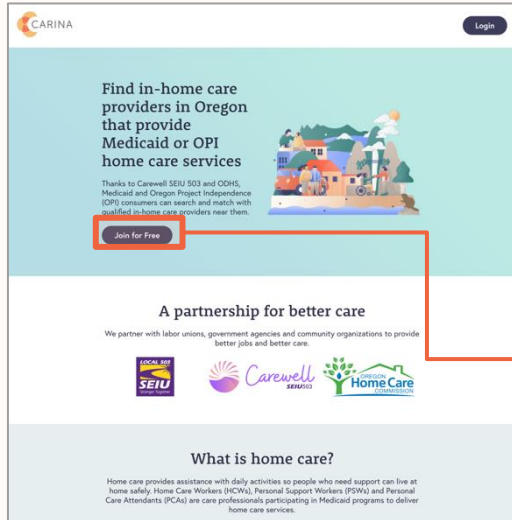 CARINA
Login
Find in-home care
providers in Oregon
that provide
Medicaid or OPI
home care services
Thanks to Carewell SEIU 503 and ODHS,
Medicaid and Oregon Project Independence
(OPI) consumers can search and match with
qualified in-home care providers near them.
Join for Free
A partnership for better care
We partner with labor unions, government agencies and community organizations to provide
better jobs and better care.
LOCAL 503
SEIU
Stronger Together
Carewell
SEIU503
OREGON
Home Care
COMMISSION
What is home care?
Home care provides assistance with daily activities so people who need support can live at
home safely. Home Care Workers (HCWs), Personal Support Workers (PSWs) and Personal
Care Attendants (PCAs) are care professionals participating in Medicaid programs to deliver
home care services.